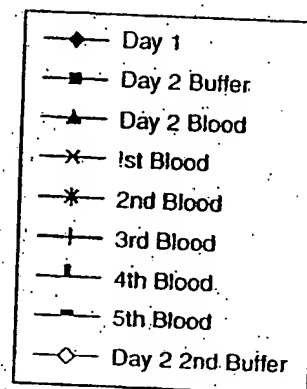 Day 1
Day 2 Buffer
Day 2 Blood
1st Blood
2nd Blood
3rd Blood
4th Blood
5th Blood
Day 2 2nd Buffer